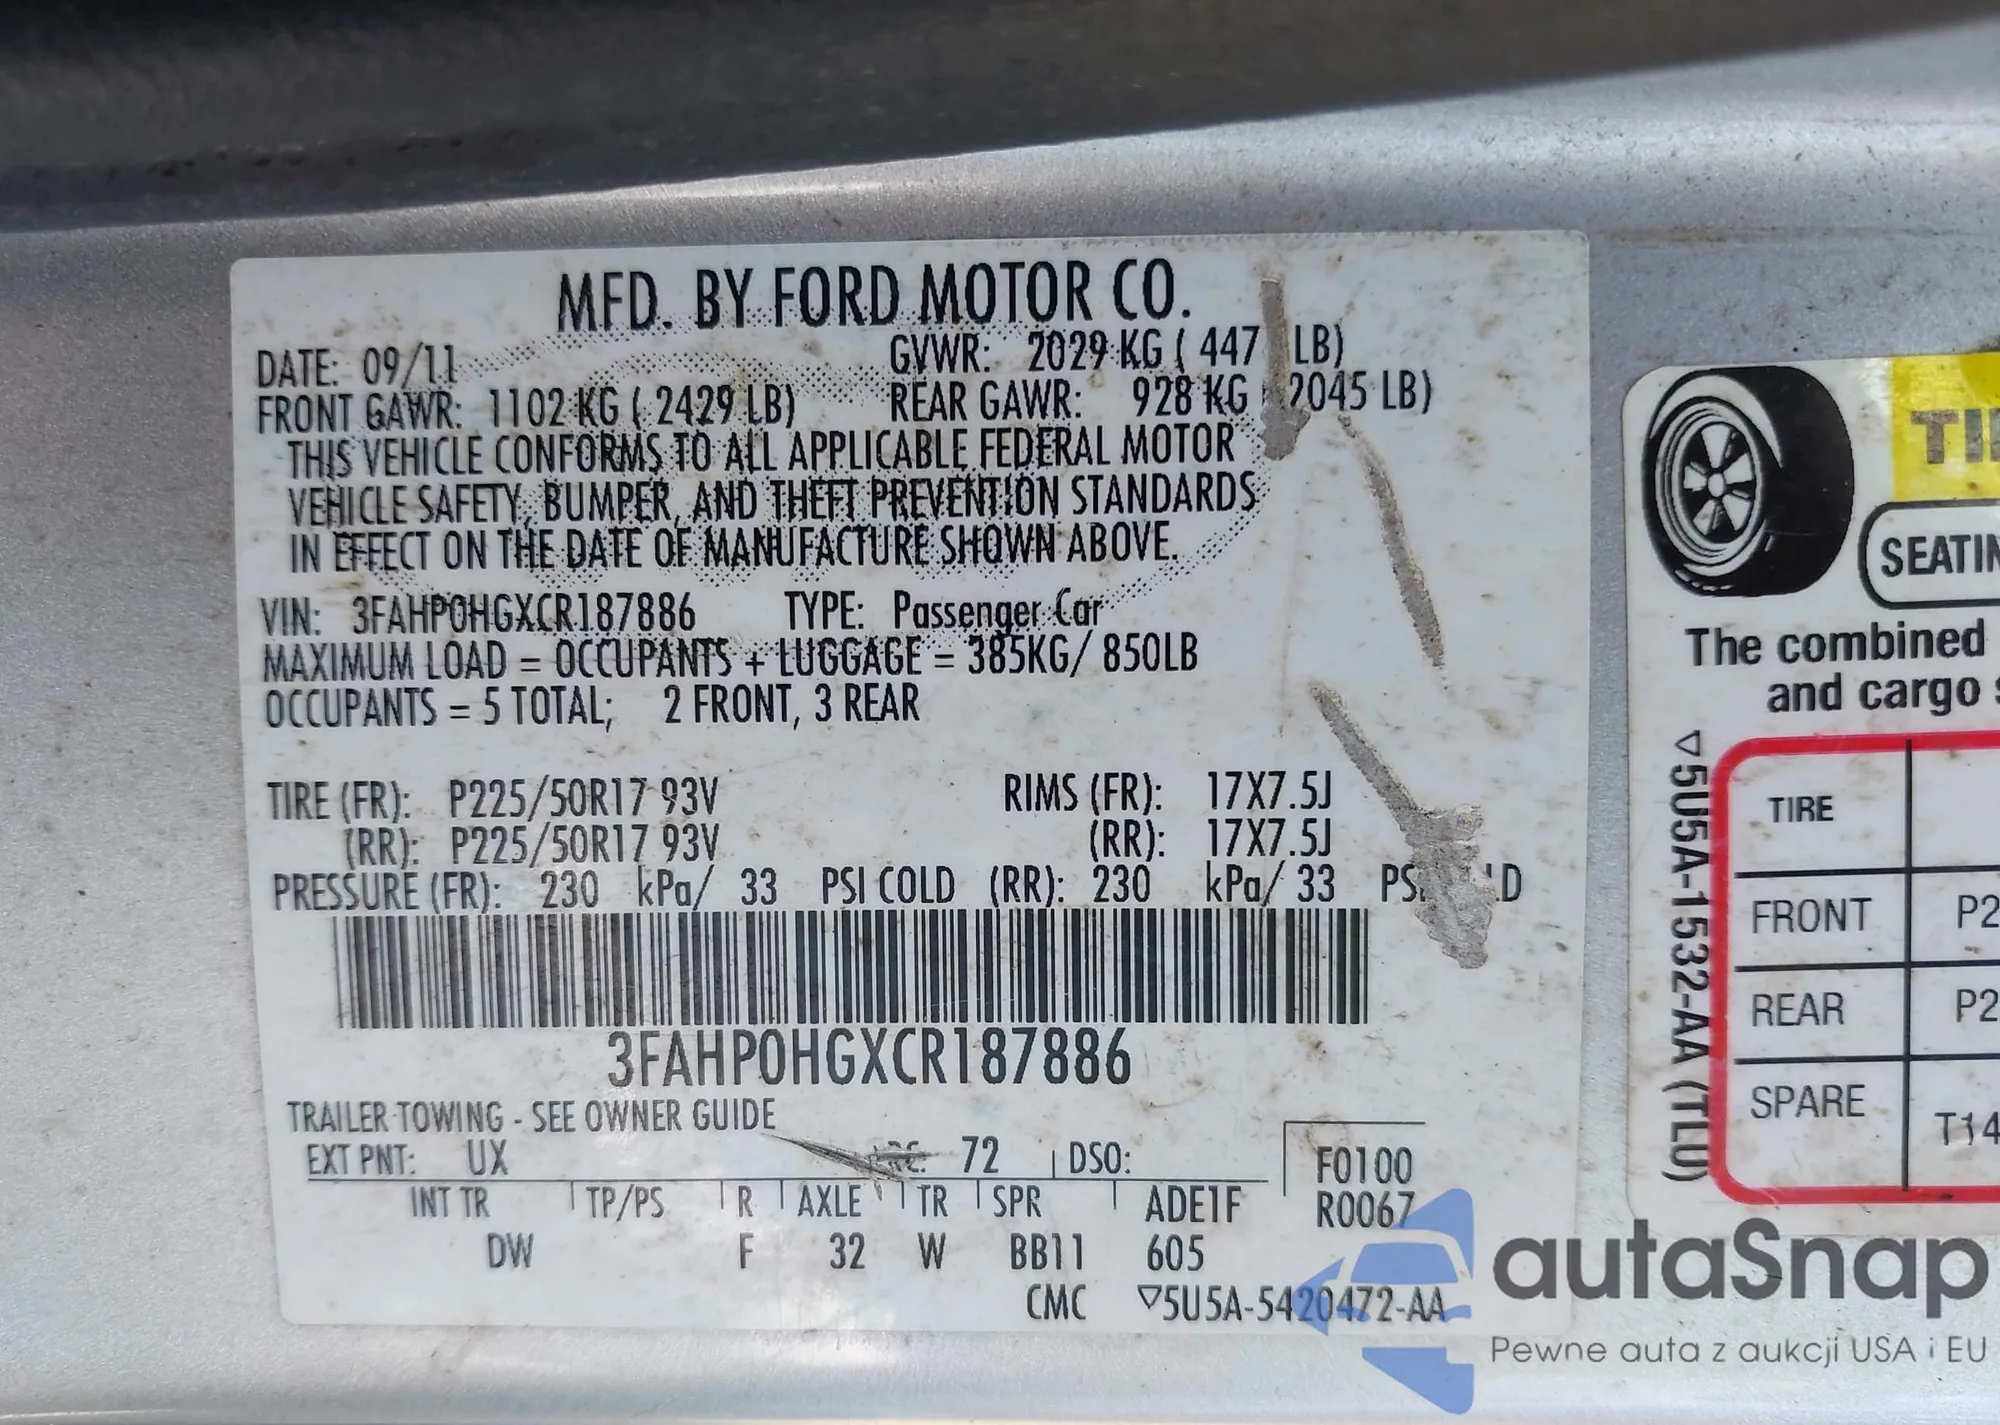 MFD. BY FORD MOTOR CO.
DATE: 09/11 GVWR: 2029 KG ( 447 LB)
FRONT GAWR: 1102 KG ( 2429 LB) REAR GAWR: 928 KG 2045 LB)
THIS VEHICLE CONFORMS TO ALL APPLICABLE FEDERAL MOTOR
VEHICLE SAFETY, BUMPER, AND THEFT PREVENTION STANDARDS
IN EFFECT ON THE DATE OF MANUFACTURE SHOWN ABOVE.
VIN: 3FAHP0HGXCR187886 TYPE: Passenger Car
MAXIMUM LOAD = OCCUPANTS + LUGGAGE = 385KG/ 850LB
OCCUPANTS = 5 TOTAL; 2 FRONT, 3 REAR
TIRE (FR): P225/50R17 93V RIMS (FR): 17X7.5J
(RR): P225/50R17 93V (RR): 17X7.5J
PRESSURE (FR): 230 kPa/ 33 PSI COLD (RR): 230 kPa/ 33
3FAHP0HGXCR187886
TRAILER TOWING - SEE OWNER GUIDE
EXT PNT: UX 72 DSO: F0100
INT TR TP/PS R AXLE TR SPR ADE1F R0067
DW F 32 W BB11 605
CMC ▽5U5A-5420472-AA
SEATIN
The combined
and cargo
▽5U5A-1532-AA (TLU)
TIRE
FRONT P2
REAR P2
SPARE T14
autaSnap
Pewne auta z aukcji USA i EU